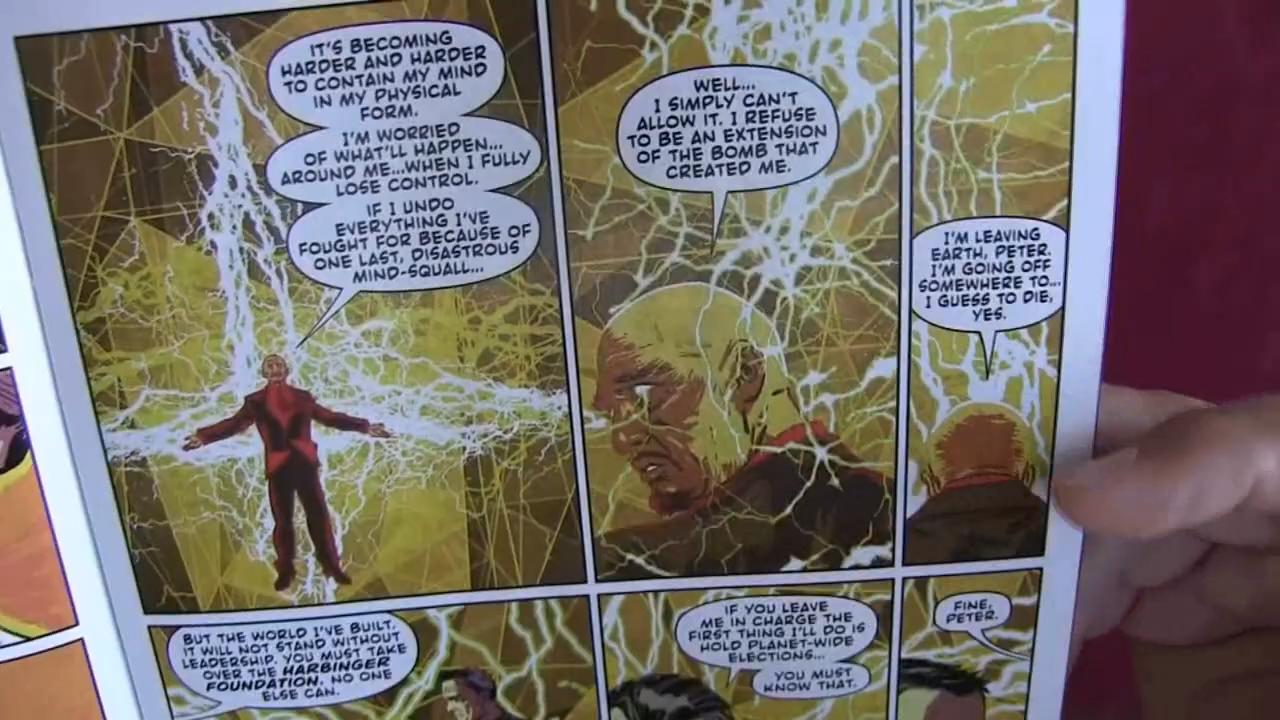 IT'S BECOMING
HARDER AND HARDER
TO CONTAIN MY MIND
IN MY PHYSICAL
FORM.
I'M WORRIED
OF WHAT'LL HAPPEN...
AROUND ME...WHEN I FULLY
LOSE CONTROL.
IF I UNDO
EVERYTHING I'VE
FOUGHT FOR BECAUSE OF
ONE LAST, DISASTROUS
MIND-SQUALL...
WELL...
I SIMPLY CAN'T
ALLOW IT. I REFUSE
TO BE AN EXTENSION
OF THE BOMB THAT
CREATED ME.
I'M LEAVING
EARTH, PETER.
I'M GOING OFF
SOMEWHERE TO...
I GUESS TO DIE,
YES.
BUT THE WORLD I'VE BUILT,
IT WILL NOT STAND WITHOUT
LEADERSHIP. YOU MUST TAKE
OVER THE HARBINGER
FOUNDATION. NO ONE
ELSE CAN.
IF YOU LEAVE
ME IN CHARGE THE
FIRST THING I'LL DO IS
HOLD PLANET-WIDE
ELECTIONS...
YOU MUST
KNOW THAT.
FINE,
PETER.